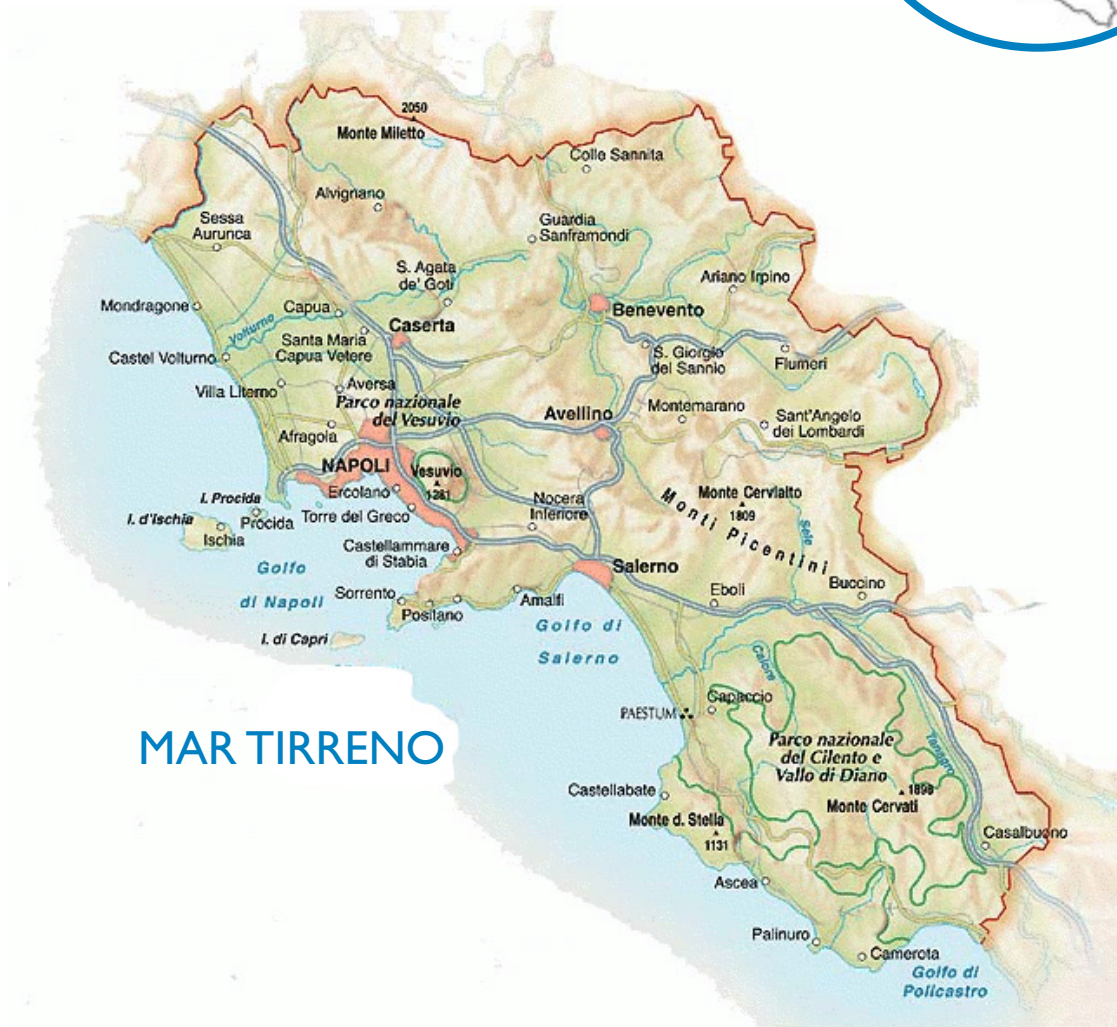 2050
Monte Miletto
Colle Sannita
Alvignano
Sessa
Aurunca
Guardia
Sanframondi
S. Agata
de' Goti
Ariano Irpino
Mondragone
Capua
Volturno
Caserta
Benevento
Santa Maria
Capua Vetere
Castel Volturno
S. Giorgio
del Sannio
Flumeri
Villa Literno
Aversa
Parco nazionale
del Vesuvio
Avellino
Montemarano
Sant'Angelo
dei Lombardi
Afragola
NAPOLI
Vesuvio
1281
Ercolano
Monte Cervialto
1809
Monti Picentini
Sele
I. Procida
Procida
Torre del Greco
Nocera
Inferiore
I. d'Ischia
Ischia
Castellammare
di Stabia
Golfo
di Napoli
Salerno
Eboli
Buccino
Sorrento
Positano
Amalfi
Golfo di
Salerno
I. di Capri
Calore
Capaccio
PAESTUM
MAR TIRRENO
Parco nazionale
del Cilento e
Vallo di Diano
Tanagro
1898
Monte Cervati
Castellabate
Monte d. Stella
1131
Casalbuono
Ascea
Palinuro
Camerota
Golfo di
Policastro